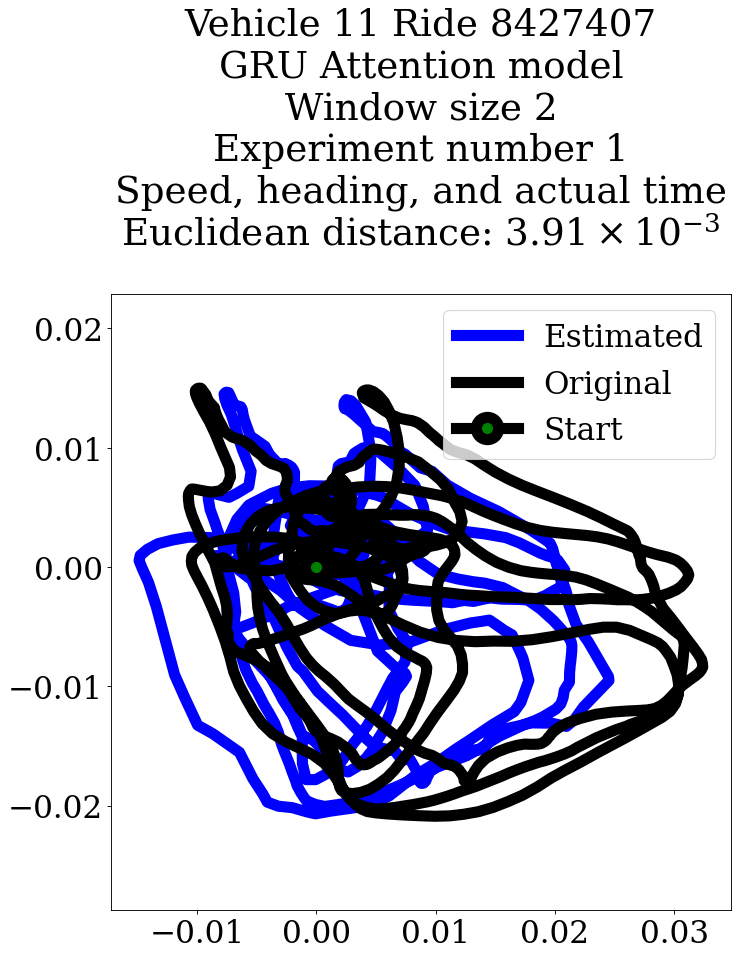 Vehicle 11 Ride 8427407
GRU Attention model
Window size 2
Experiment number 1
Speed, heading, and actual time
Euclidean distance: 3.91 × 10⁻³
Estimated
Original
Start
0.02
0.01
0.00
−0.01
−0.02
−0.01 0.00 0.01 0.02 0.03